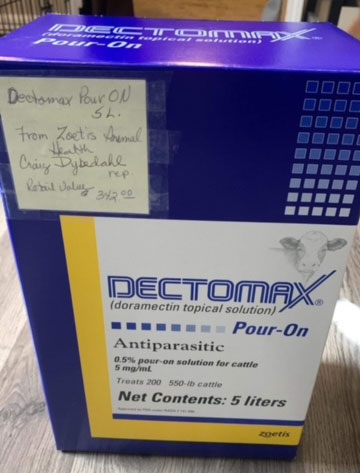 DECTOMAX®
(doramectin topical solution)
Pour-On
Dectomax Pour ON
5 L.
From Zoetis Animal
Health
Craig Dybedahl
rep.
Retail Value 342.00
DECTOMAX®
(doramectin topical solution)
Pour-On
Antiparasitic
0.5% pour-on solution for cattle
5 mg/mL
Treats 200 550-lb cattle
Net Contents: 5 liters
zoetis